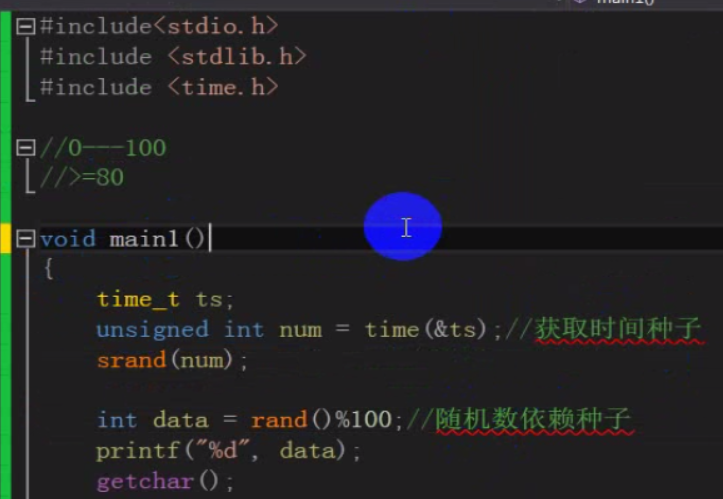 main1()
#include<stdio.h>
#include <stdlib.h>
#include <time.h>
//0---100
//>=80
void main1()
{
time_t ts;
unsigned int num = time(&ts);//获取时间种子
srand(num);
int data = rand()%100;//随机数依赖种子
printf("%d", data);
getchar();